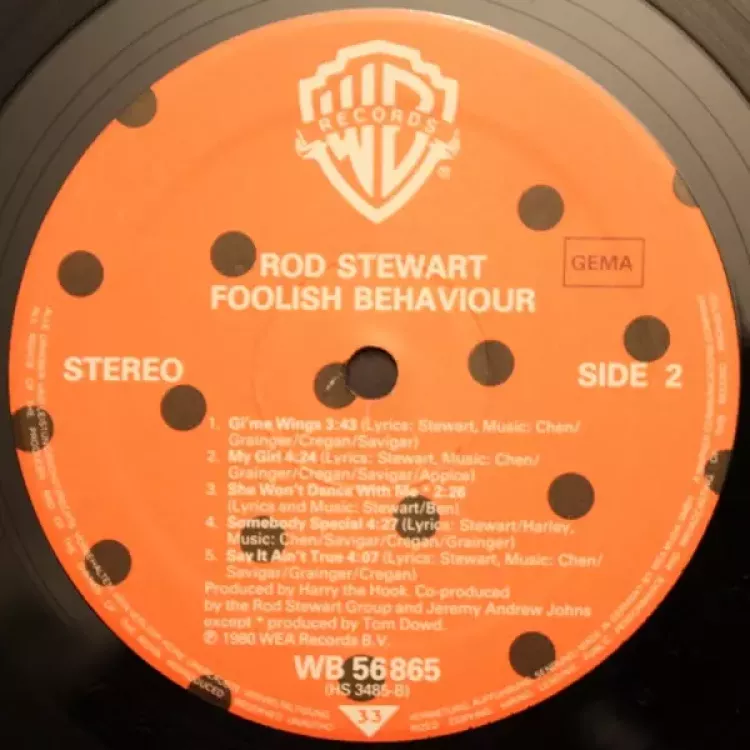 WB
RECORDS
®
ROD STEWART
FOOLISH BEHAVIOUR
GEMA
STEREO
SIDE 2
1. Gi'me Wings 3:43 (Lyrics: Stewart, Music: Chen/
Grainger/Cregan/Savigar)
2. My Girl 4:24 (Lyrics: Stewart, Music: Chen/
Grainger/Cregan/Savigar/Appice)
3. She Won't Dance With Me * 2:26
(Lyrics and Music: Stewart/Ben)
4. Somebody Special 4:27 (Lyrics: Stewart/Harley,
Music: Chen/Savigar/Cregan/Grainger)
5. Say It Ain't True 4:07 (Lyrics: Stewart, Music: Chen/
Savigar/Grainger/Cregan)
Produced by Harry the Hook. Co-produced
by the Rod Stewart Group and Jeremy Andrew Johns
except * produced by Tom Dowd.
℗ 1980 WEA Records B.V.
WB 56 865
(HS 3485-B)
33